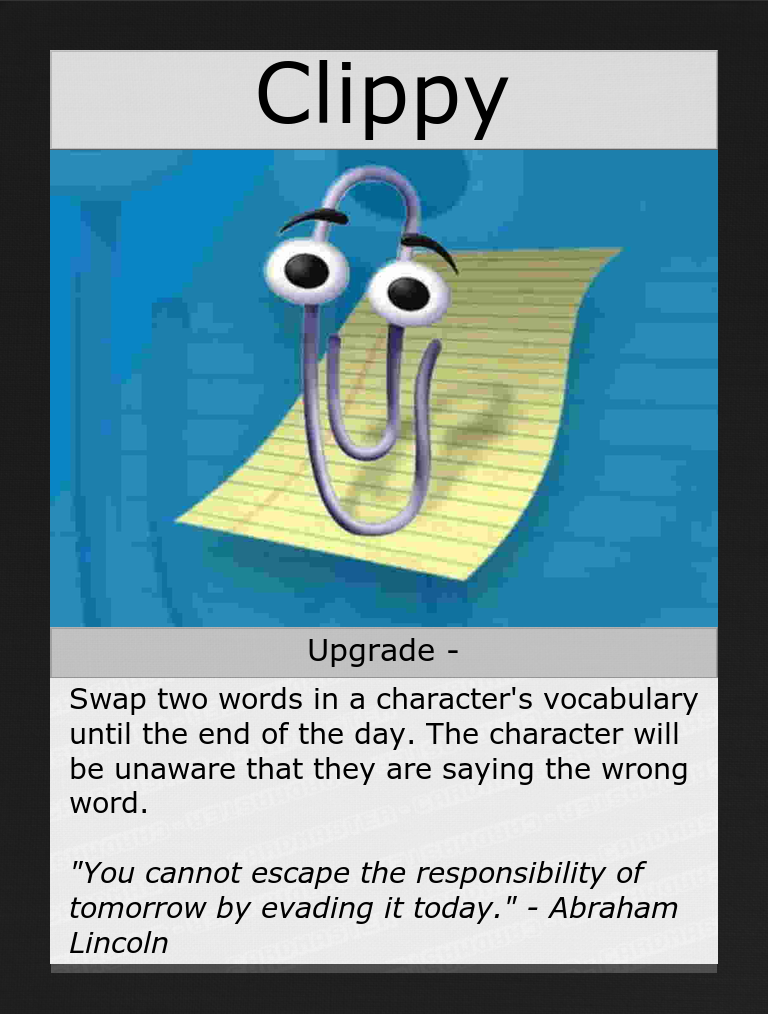 Clippy
Upgrade -
Swap two words in a character's vocabulary
until the end of the day. The character will
be unaware that they are saying the wrong
word.
"You cannot escape the responsibility of
tomorrow by evading it today." - Abraham
Lincoln